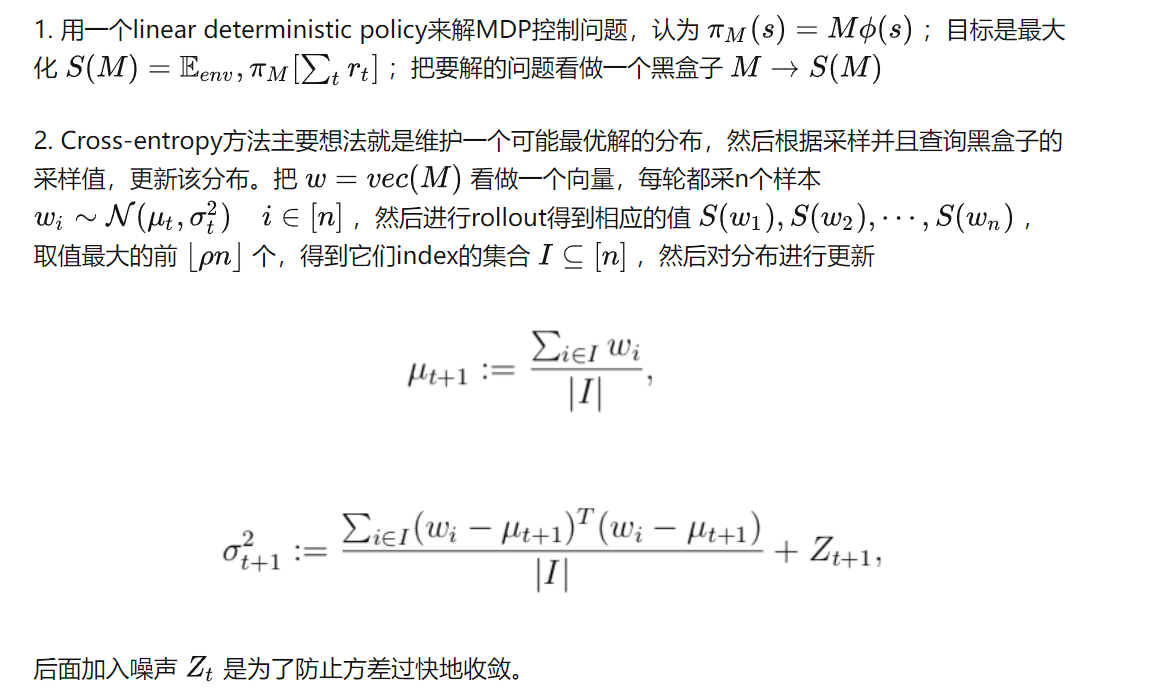 1. 用一个linear deterministic policy来解MDP控制问题，认为 $\pi_M(s) = M\phi(s)$ ；目标是最大
化 $S(M) = \mathbb{E}_{env}, \pi_M[\sum_t r_t]$ ；把要解的问题看做一个黑盒子 $M \to S(M)$
2. Cross-entropy方法主要想法就是维护一个可能最优解的分布，然后根据采样并且查询黑盒子的
采样值，更新该分布。把 $w = vec(M)$ 看做一个向量，每轮都采n个样本
$w_i \sim \mathcal{N}(\mu_t, \sigma_t^2) \quad i \in [n]$ ，然后进行rollout得到相应的值 $S(w_1), S(w_2), \cdots, S(w_n)$ ，
取值最大的前 $\lfloor \rho n \rfloor$ 个，得到它们index的集合 $I \subseteq [n]$ ，然后对分布进行更新
$\mu_{t+1} := \frac{\sum_{i \in I} w_i}{|I|},$
$\sigma_{t+1}^2 := \frac{\sum_{i \in I} (w_i - \mu_{t+1})^T (w_i - \mu_{t+1})}{|I|} + Z_{t+1},$
后面加入噪声 $Z_t$ 是为了防止方差过快地收敛。